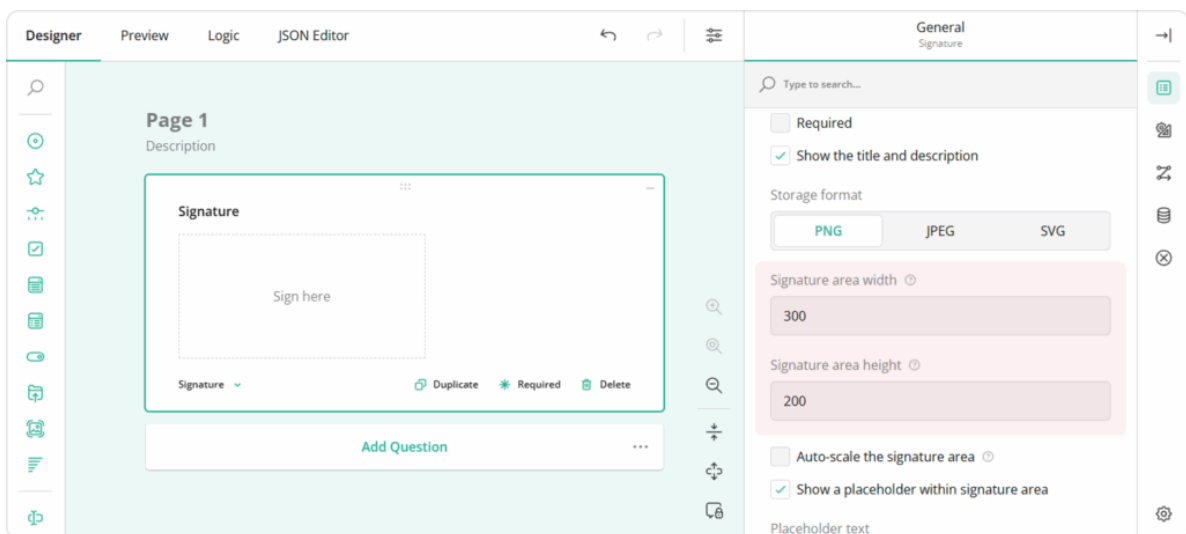 Designer
Preview
Logic
JSON Editor
General
Signature
Type to search...
Page 1
Description
Signature
Sign here
Signature
Duplicate
Required
Delete
Add Question
Required
Show the title and description
Storage format
PNG
JPEG
SVG
Signature area width
300
Signature area height
200
Auto-scale the signature area
Show a placeholder within signature area
Placeholder text